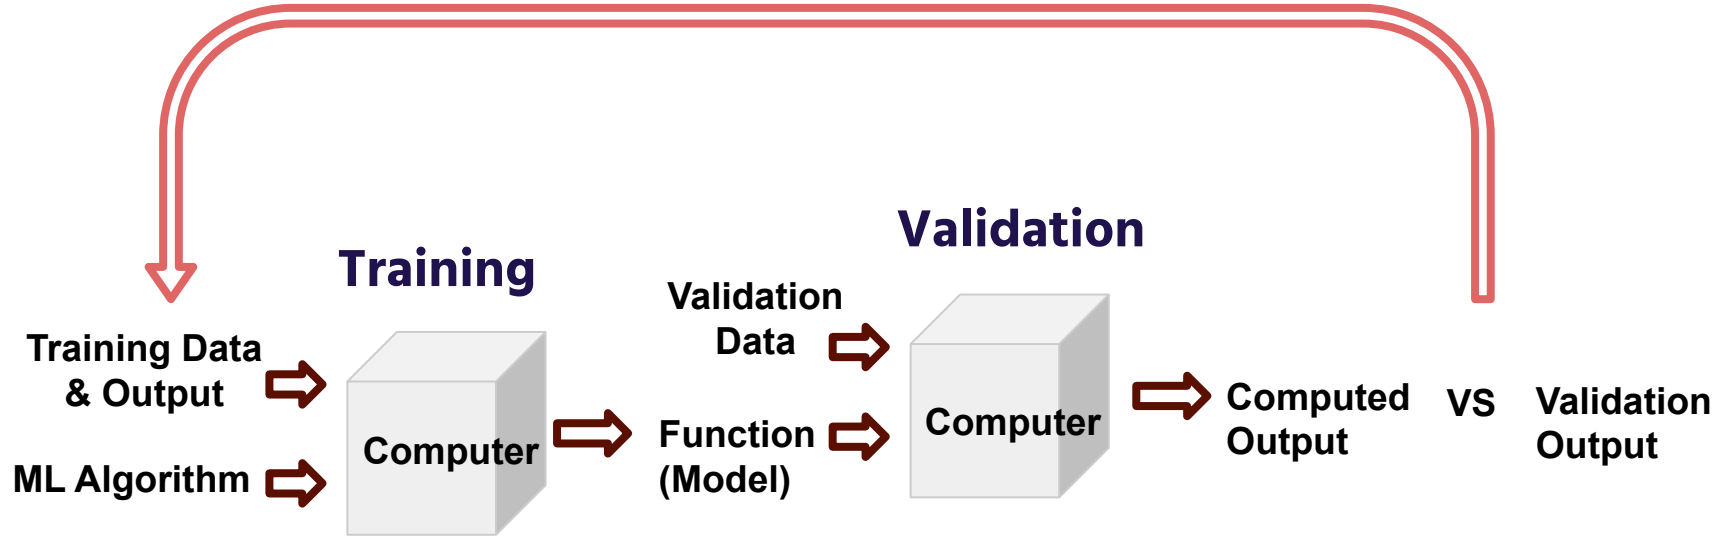 Training
Training Data
& Output
ML Algorithm
Computer
Validation
Validation
Data
Function
(Model)
Computer
Computed
Output
VS
Validation
Output